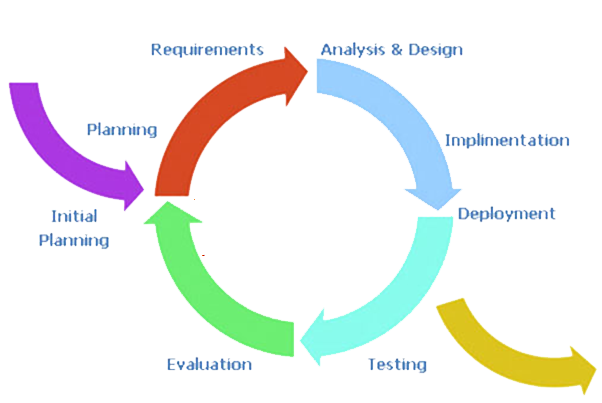 Requirements
Analysis & Design
Planning
Implimentation
Initial
Planning
Deployment
Evaluation
Testing